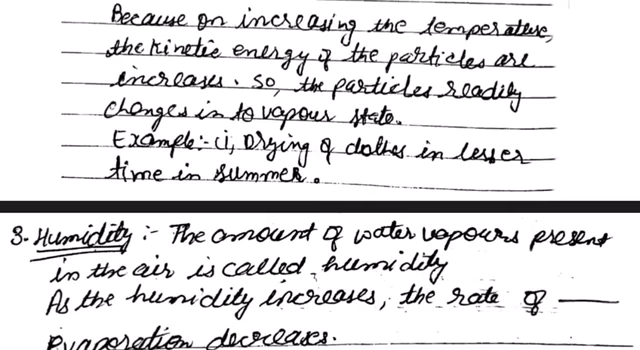 Because on increasing the temperature,
the kinetic energy of the particles are
increases. So, the particles readily
changes in to vapour state.
Example:- (i) Drying of clothes in lesser
time in summer.
3. Humidity :- The amount of water vapours present
in the air is called humidity
As the humidity increases, the rate of —
evaporation decreases.